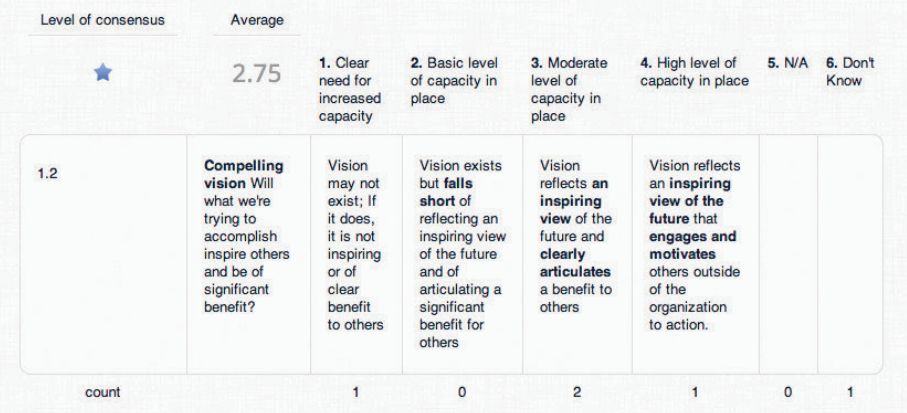 Level of consensus
Average
2.75
1. Clear
need for
increased
capacity
2. Basic level
of capacity in
place
3. Moderate
level of
capacity in
place
4. High level of
capacity in place
5. N/A
6. Don't
Know
1.2
Compelling
vision Will
what we're
trying to
accomplish
inspire others
and be of
significant
benefit?
Vision
may not
exist; If
it does,
it is not
inspiring
or of
clear
benefit
to others
Vision exists
but falls
short of
reflecting an
inspiring view
of the future
and of
articulating a
significant
benefit for
others
Vision
reflects an
inspiring
view of the
future and
clearly
articulates
a benefit to
others
Vision reflects
an inspiring
view of the
future that
engages and
motivates
others outside
of the
organization
to action.
count
1
0
2
1
0
1